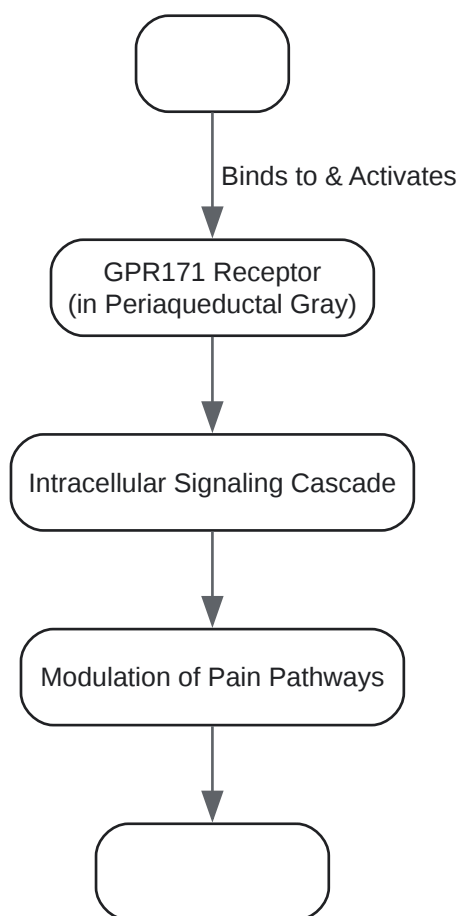 Binds to & Activates
GPR171 Receptor
(in Periaqueductal Gray)
Intracellular Signaling Cascade
Modulation of Pain Pathways